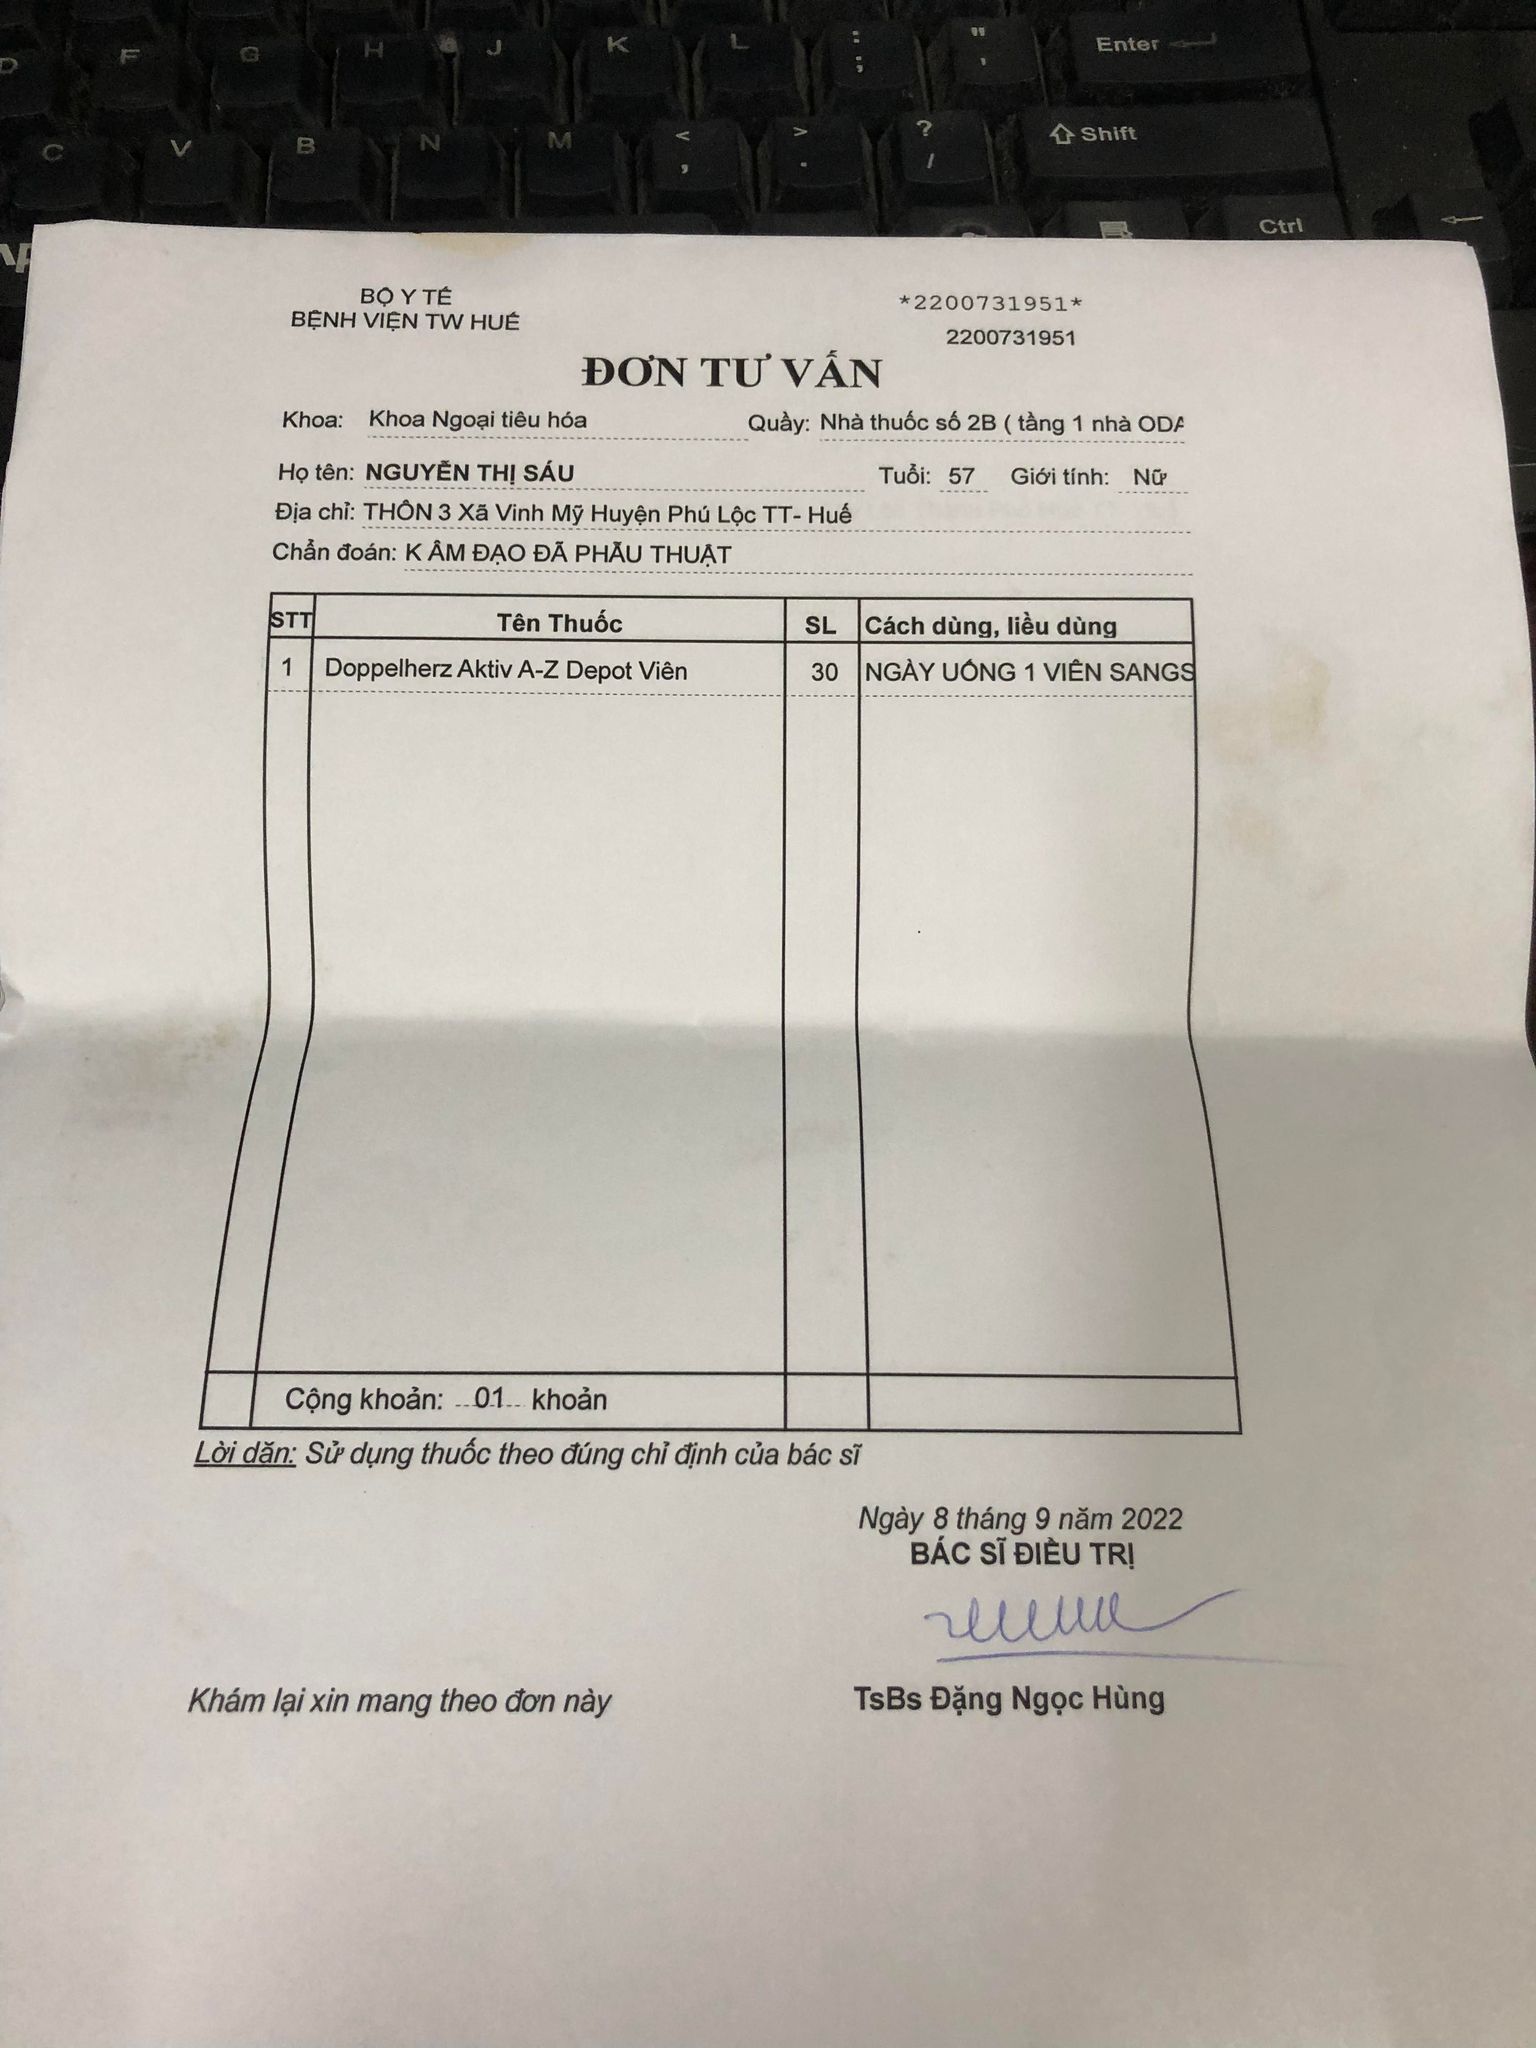 D F G H J K L : ; " ' Enter
C V B N M < , > . ? / Shift
Ctrl
BỘ Y TẾ
BỆNH VIỆN TW HUẾ
*2200731951*
2200731951
ĐƠN TƯ VẤN
Khoa: Khoa Ngoại tiêu hóa Quầy: Nhà thuốc số 2B ( tầng 1 nhà ODA
Họ tên: NGUYỄN THỊ SÁU Tuổi: 57 Giới tính: Nữ
Địa chỉ: THÔN 3 Xã Vinh Mỹ Huyện Phú Lộc TT- Huế
Chẩn đoán: K ÂM ĐẠO ĐÃ PHẪU THUẬT
STT Tên Thuốc SL Cách dùng, liều dùng
1 Doppelherz Aktiv A-Z Depot Viên 30 NGÀY UỐNG 1 VIÊN SANGS
Cộng khoản: 01 khoản
Lời dăn: Sử dụng thuốc theo đúng chỉ định của bác sĩ
Ngày 8 tháng 9 năm 2022
BÁC SĨ ĐIỀU TRỊ
Khám lại xin mang theo đơn này TsBs Đặng Ngọc Hùng